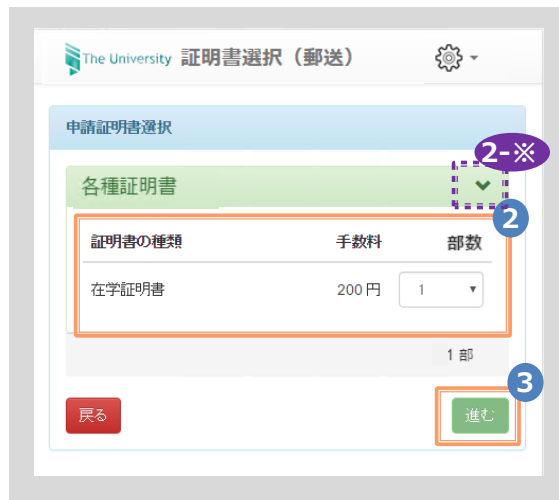 The University 証明書選択（郵送）
申請証明書選択
2-※
各種証明書
2
証明書の種類 手数料 部数
在学証明書 200 円 1
1 部
3
戻る 進む